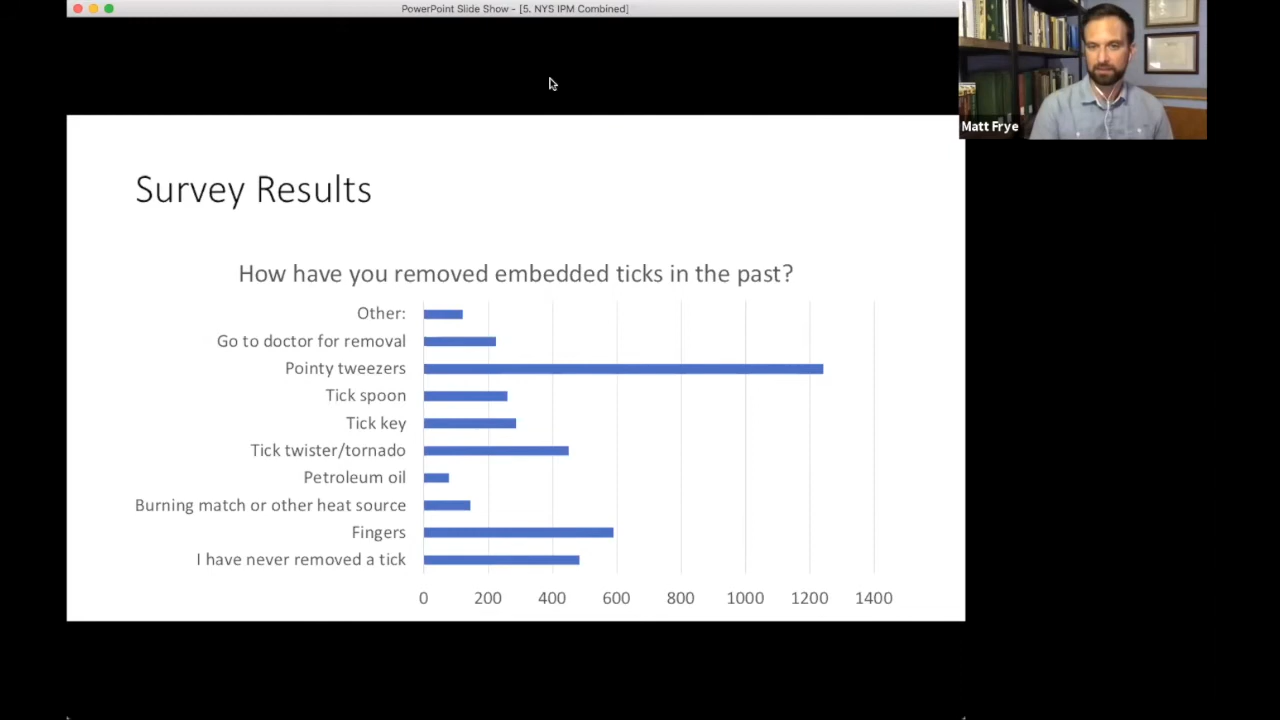 PowerPoint Slide Show - [5. NYS IPM Combined]
Matt Frye
Survey Results
How have you removed embedded ticks in the past?
Other:
Go to doctor for removal
Pointy tweezers
Tick spoon
Tick key
Tick twister/tornado
Petroleum oil
Burning match or other heat source
Fingers
I have never removed a tick
0 200 400 600 800 1000 1200 1400